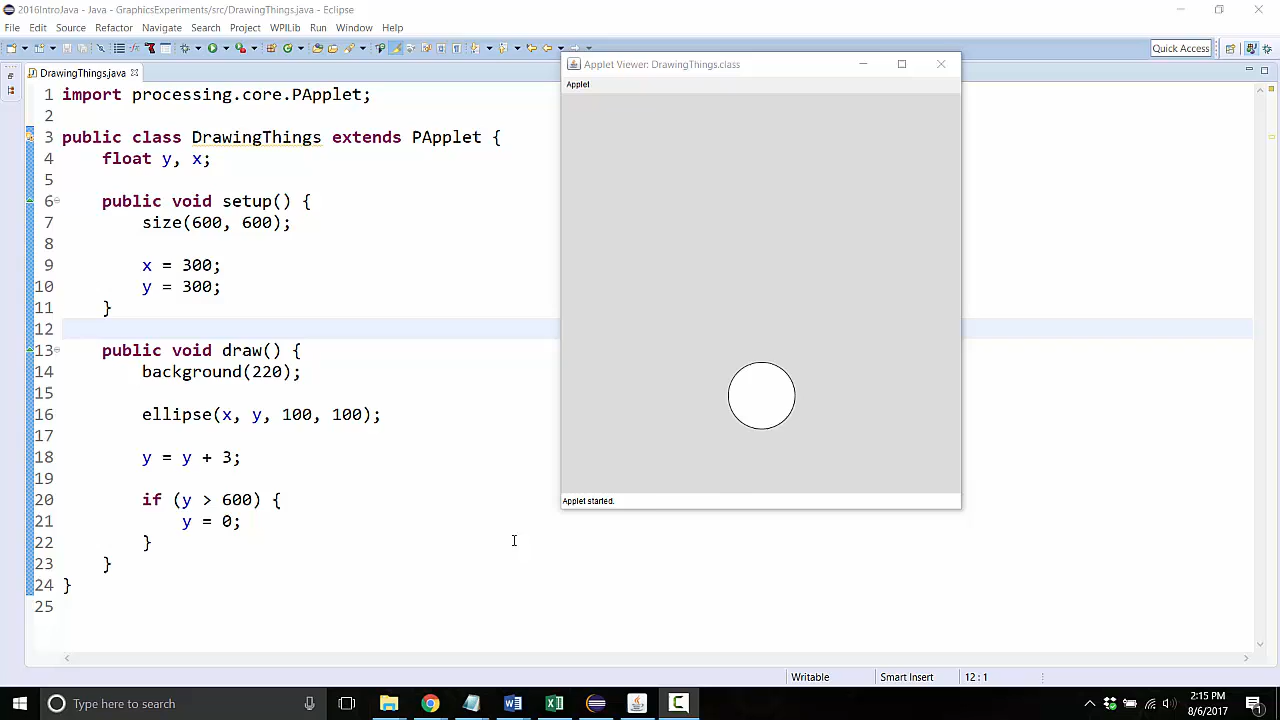 2016IntroJava - Java - GraphicsExperiments/src/DrawingThings.java - Eclipse
File Edit Source Refactor Navigate Search Project WPILib Run Window Help
Quick Access
DrawingThings.java
1 import processing.core.PApplet;
2
3 public class DrawingThings extends PApplet {
4 float y, x;
5
6 public void setup() {
7 size(600, 600);
8
9 x = 300;
10 y = 300;
11 }
12
13 public void draw() {
14 background(220);
15
16 ellipse(x, y, 100, 100);
17
18 y = y + 3;
19
20 if (y > 600) {
21 y = 0;
22 }
23 }
24 }
25
Applet Viewer: DrawingThings.class
Applet
Applet started.
Writable Smart Insert 12 : 1
Type here to search
2:15 PM
8/6/2017